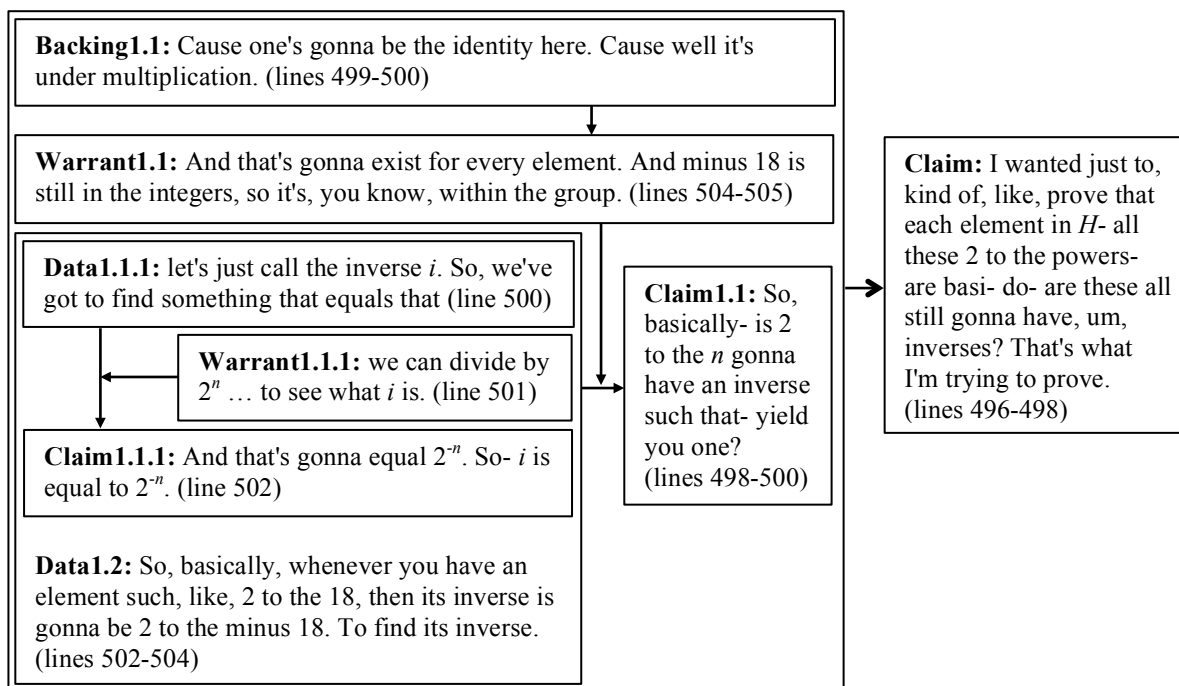 Backing1.1: Cause one's gonna be the identity here. Cause well it's
under multiplication. (lines 499-500)
Warrant1.1: And that's gonna exist for every element. And minus 18 is
still in the integers, so it's, you know, within the group. (lines 504-505)
Data1.1.1: let's just call the inverse i. So, we've
got to find something that equals that (line 500)
Warrant1.1.1: we can divide by
2ⁿ … to see what i is. (line 501)
Claim1.1.1: And that's gonna equal 2⁻ⁿ. So- i is
equal to 2⁻ⁿ. (line 502)
Data1.2: So, basically, whenever you have an
element such, like, 2 to the 18, then its inverse is
gonna be 2 to the minus 18. To find its inverse.
(lines 502-504)
Claim1.1: So,
basically- is 2
to the n gonna
have an inverse
such that- yield
you one?
(lines 498-500)
Claim: I wanted just to,
kind of, like, prove that
each element in H- all
these 2 to the powers-
are basi- do- are these all
still gonna have, um,
inverses? That's what
I'm trying to prove.
(lines 496-498)